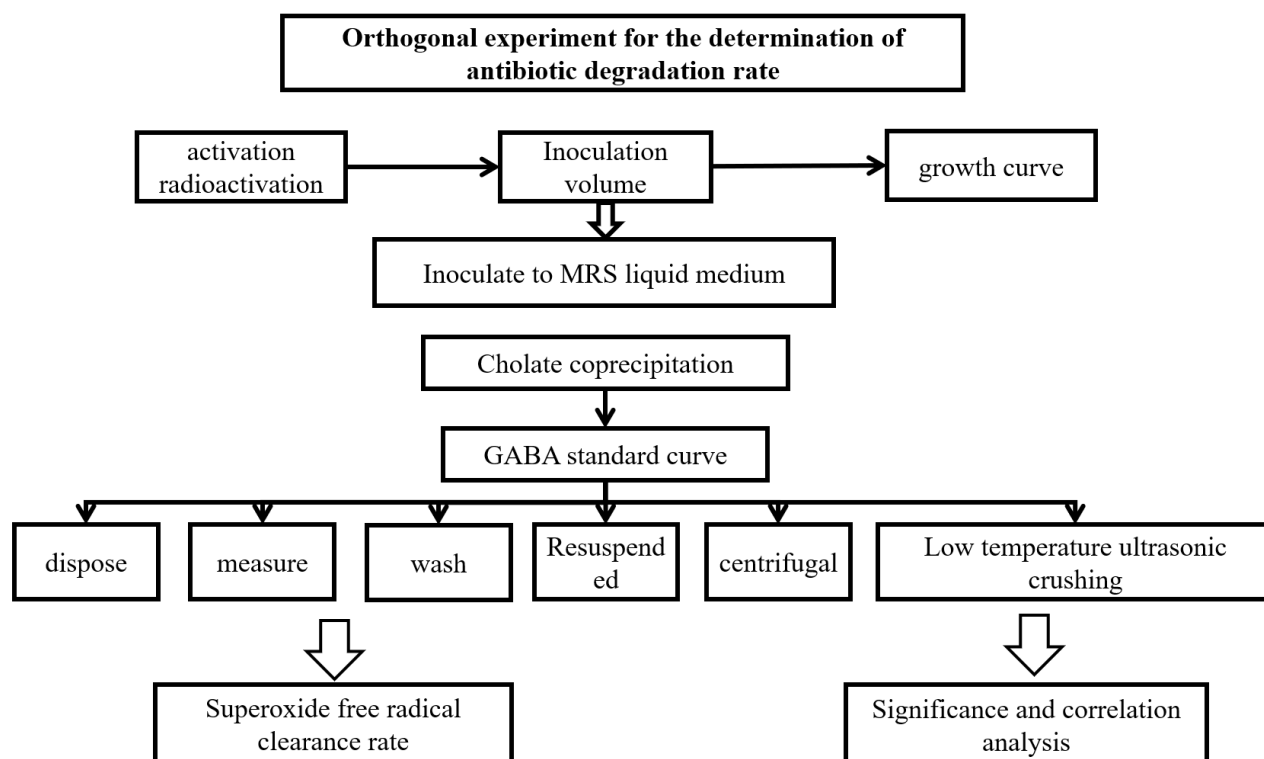 Orthogonal experiment for the determination of
antibiotic degradation rate
activation
radioactivation
Inoculation
volume
growth curve
Inoculate to MRS liquid medium
Cholate coprecipitation
GABA standard curve
dispose
measure
wash
Resuspend
ed
centrifugal
Low temperature ultrasonic
crushing
Superoxide free radical
clearance rate
Significance and correlation
analysis